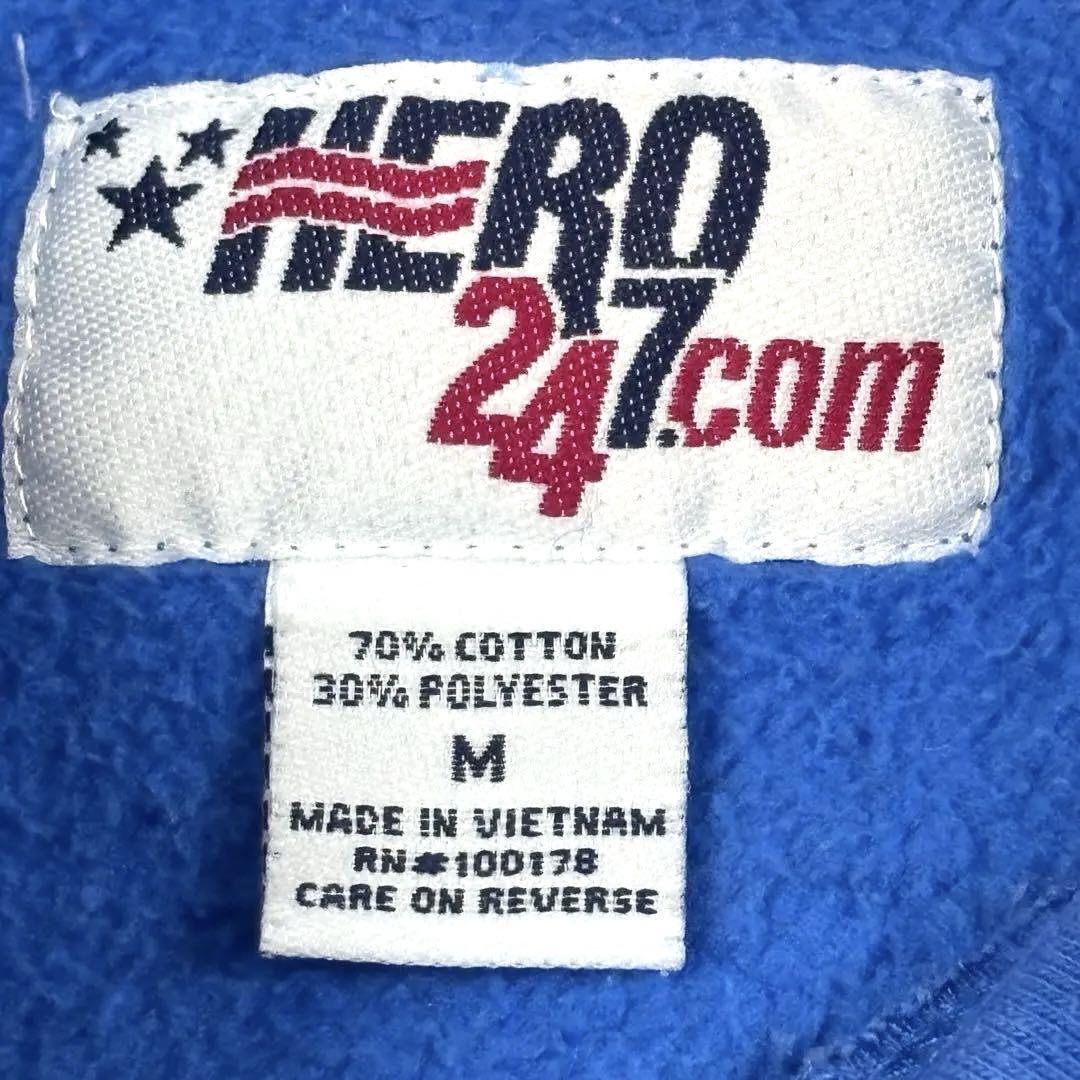 HERO
247.com
70% COTTON
30% POLYESTER
M
MADE IN VIETNAM
RN#100178
CARE ON REVERSE